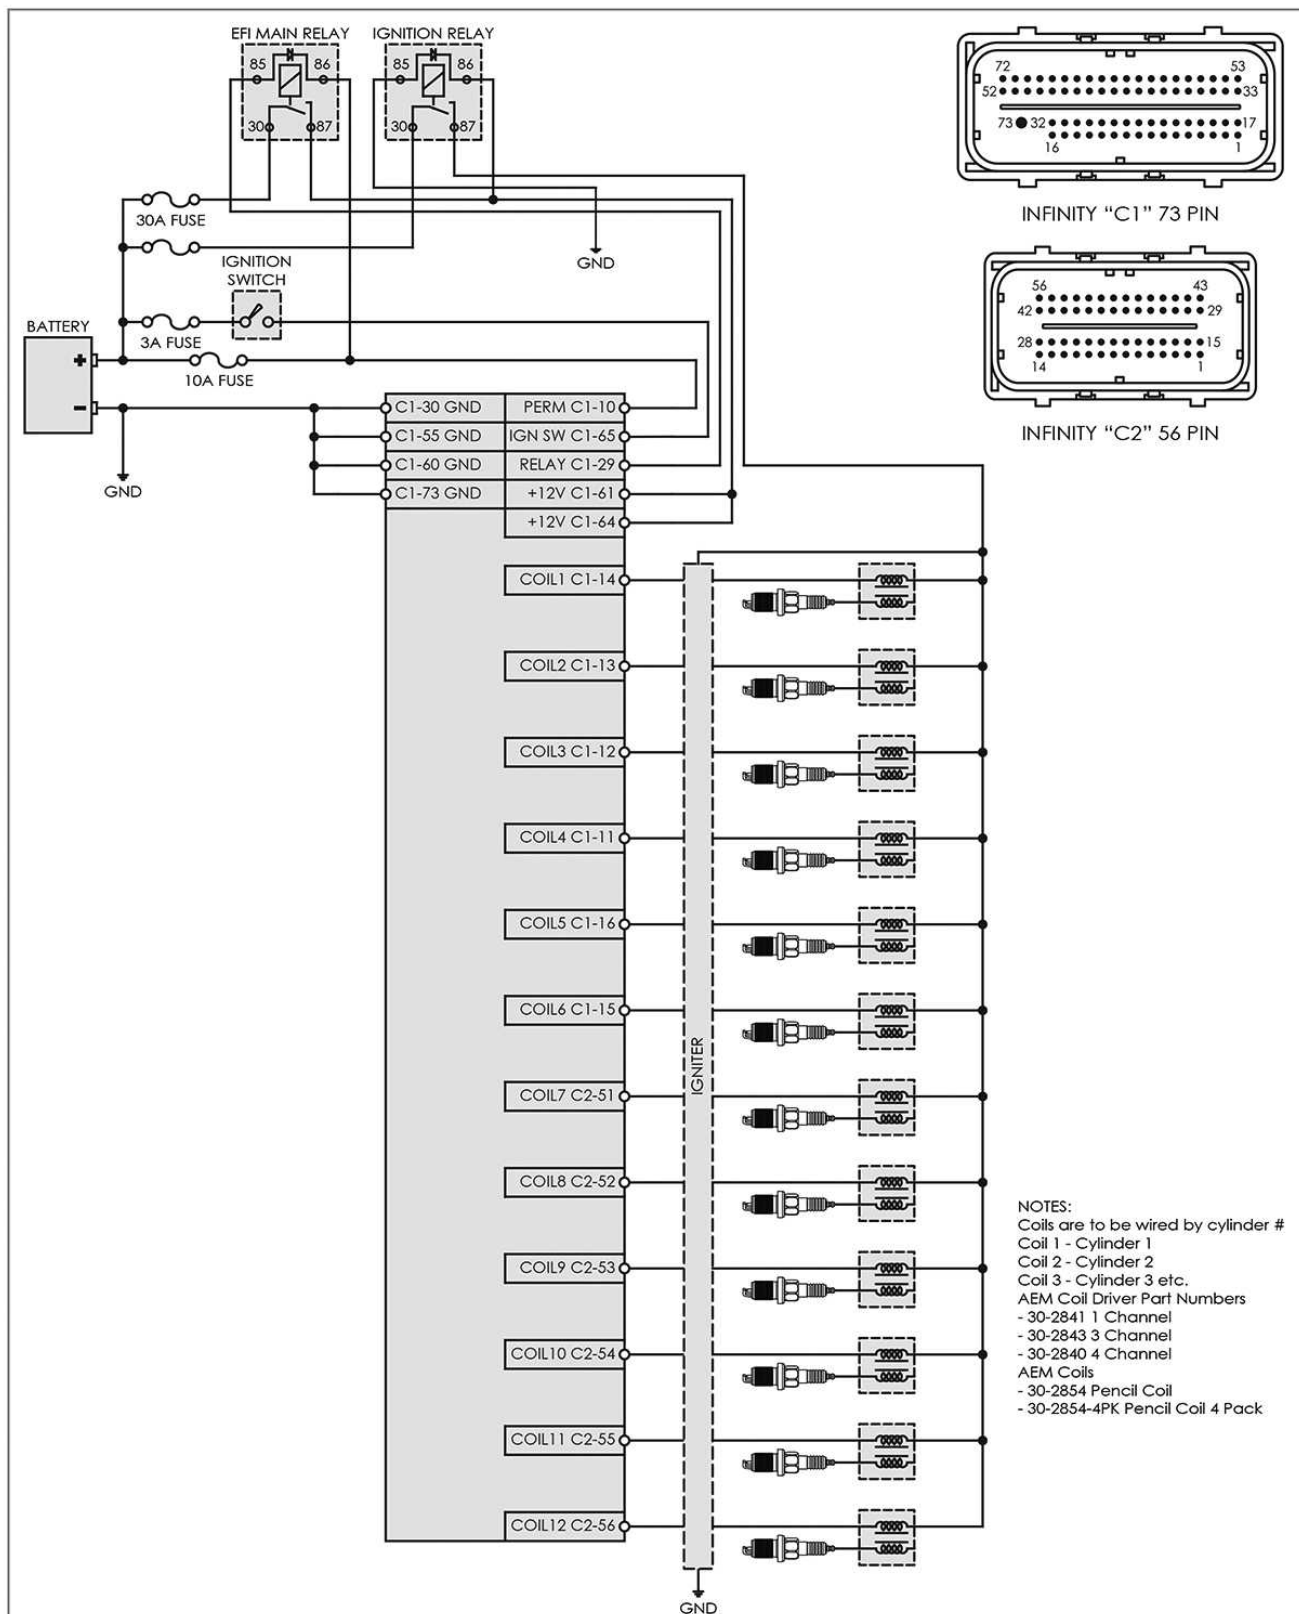 EFI MAIN RELAY
IGNITION RELAY
85
86
30
87
85
86
30
87
72
53
52
33
73
32
17
16
1
INFINITY “C1” 73 PIN
30A FUSE
GND
IGNITION
SWITCH
3A FUSE
10A FUSE
BATTERY
+
-
GND
56
43
42
29
28
15
14
1
INFINITY “C2” 56 PIN
C1-30 GND
PERM C1-10
C1-55 GND
IGN SW C1-65
C1-60 GND
RELAY C1-29
C1-73 GND
+12V C1-61
+12V C1-64
COIL1 C1-14
COIL2 C1-13
COIL3 C1-12
COIL4 C1-11
COIL5 C1-16
COIL6 C1-15
IGNITER
COIL7 C2-51
COIL8 C2-52
COIL9 C2-53
COIL10 C2-54
COIL11 C2-55
COIL12 C2-56
GND
NOTES:
Coils are to be wired by cylinder #
Coil 1 - Cylinder 1
Coil 2 - Cylinder 2
Coil 3 - Cylinder 3 etc.
AEM Coil Driver Part Numbers
- 30-2841 1 Channel
- 30-2843 3 Channel
- 30-2840 4 Channel
AEM Coils
- 30-2854 Pencil Coil
- 30-2854-4PK Pencil Coil 4 Pack